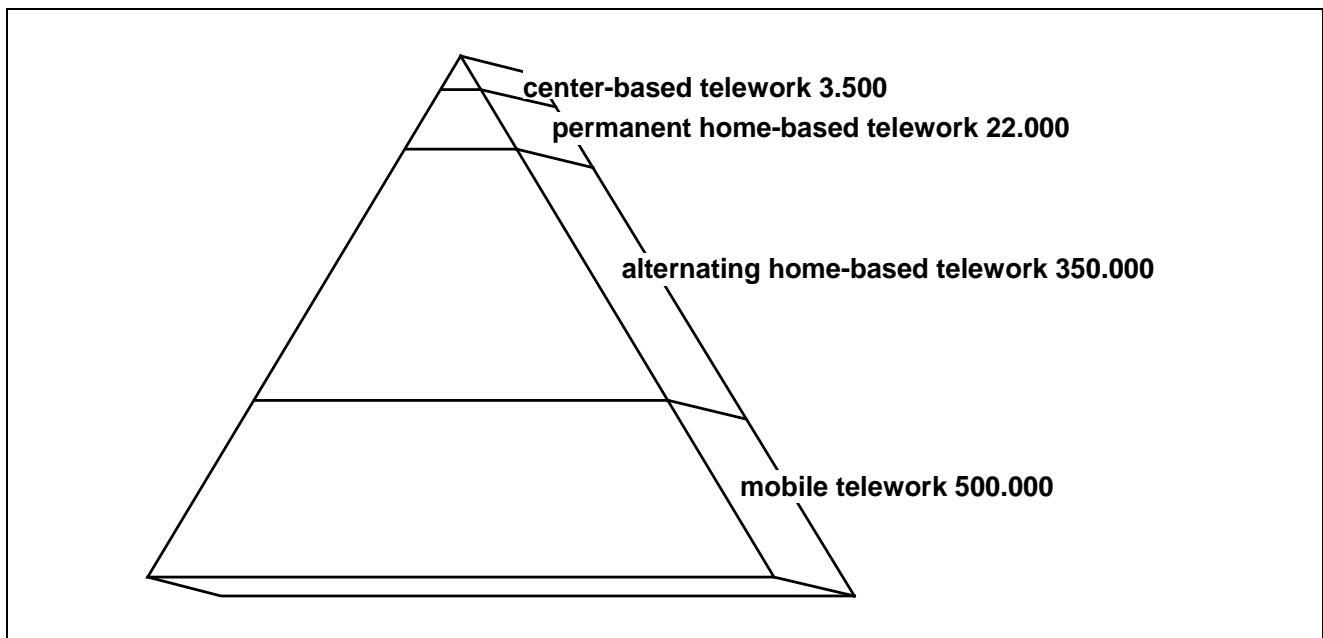 center-based telework 3.500
permanent home-based telework 22.000
alternating home-based telework 350.000
mobile telework 500.000